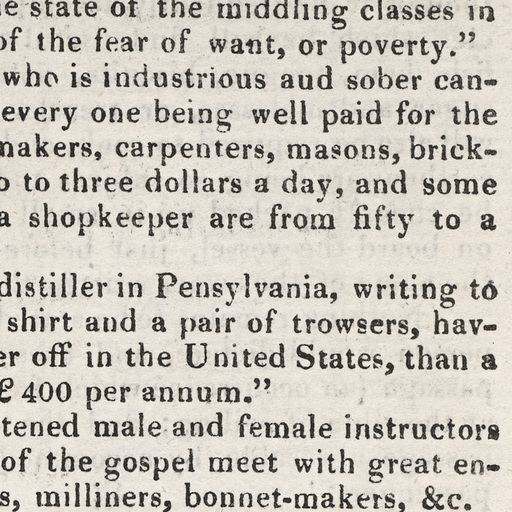 state of the middling classes in
of the fear of want, or poverty.”
who is industrious aud sober can-
every one being well paid for the
makers, carpenters, masons, brick-
to three dollars a day, and some
a shopkeeper are from fifty to a
distiller in Pensylvania, writing to
shirt and a pair of trowsers, hav-
er off in the United States, than a
£ 400 per annum.”
tened male and female instructors
of the gospel meet with great en-
s, milliners, bonnet-makers, &c.